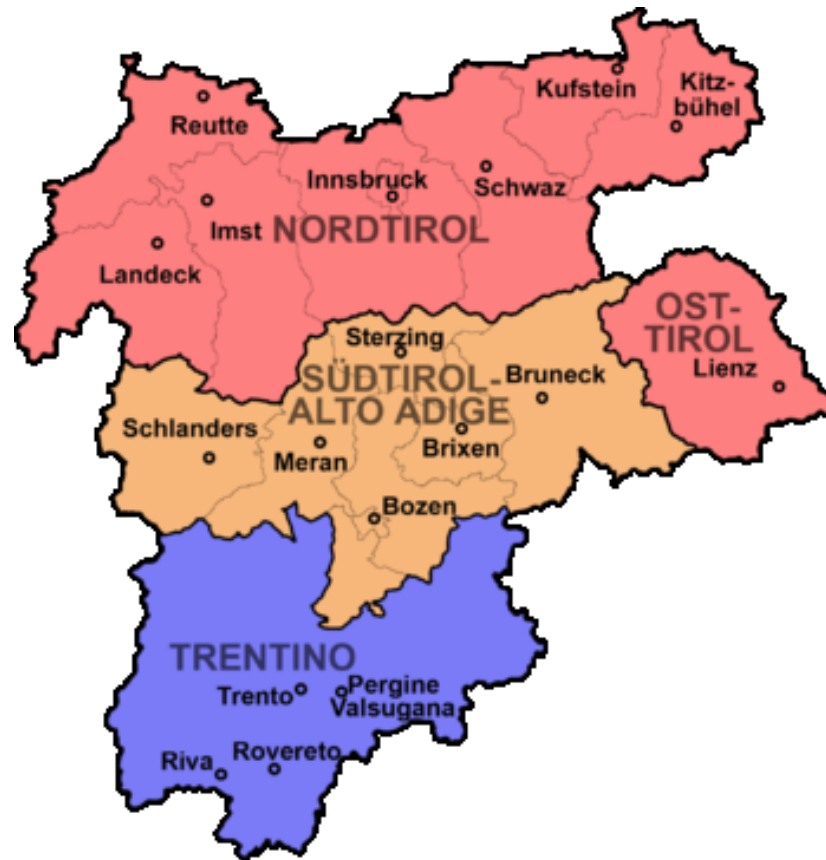 Kufstein
Kitz-
bühel
Reutte
Innsbruck
Schwaz
Imst
NORDTIROL
Landeck
OST-
TIROL
Lienz
Sterzing
SÜDTIROL-
ALTO ADIGE
Bruneck
Schlanders
Meran
Brixen
Bozen
TRENTINO
Trento
Pergine
Valsugana
Riva
Rovereto